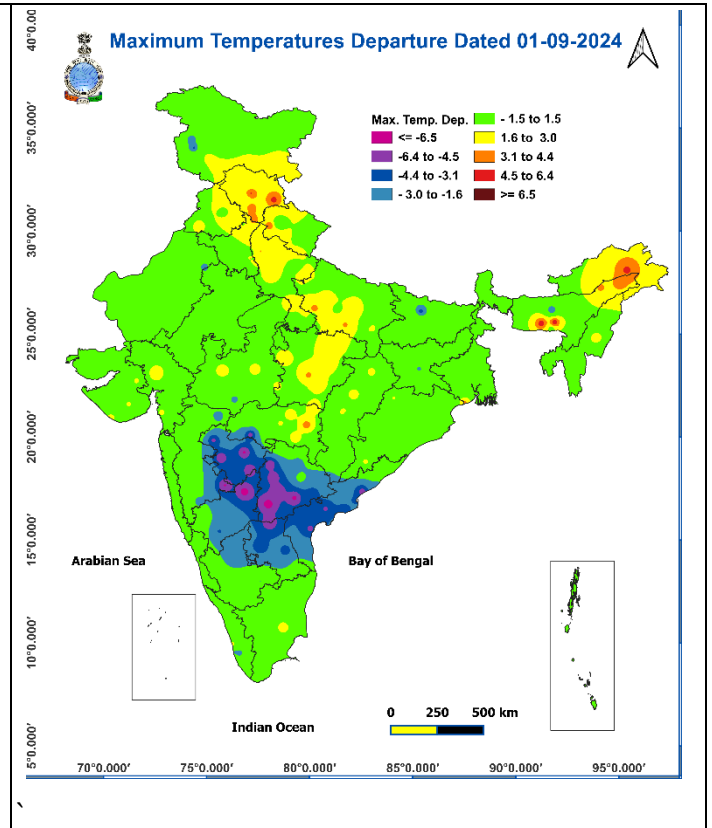 Maximum Temperatures Departure Dated 01-09-2024
Max. Temp. Dep.
<= -6.5
-6.4 to -4.5
-4.4 to -3.1
- 3.0 to -1.6
- 1.5 to 1.5
1.6 to 3.0
3.1 to 4.4
4.5 to 6.4
>= 6.5
40°0.000'
35°0.000'
30°0.000'
25°0.000'
20°0.000'
15°0.000'
10°0.000'
5°0.000'
Arabian Sea
Bay of Bengal
Indian Ocean
0 250 500 km
70°0.000' 75°0.000' 80°0.000' 85°0.000' 90°0.000' 95°0.000'
`